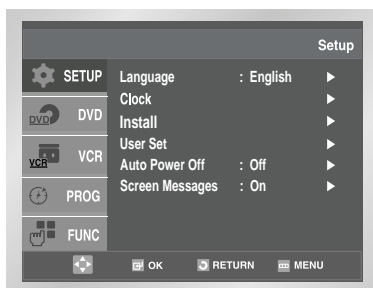 Setup
SETUP
Language : English
Clock
DVD DVD
Install
User Set
VCR VCR
Auto Power Off : Off
Screen Messages : On
PROG
FUNC
OK RETURN MENU